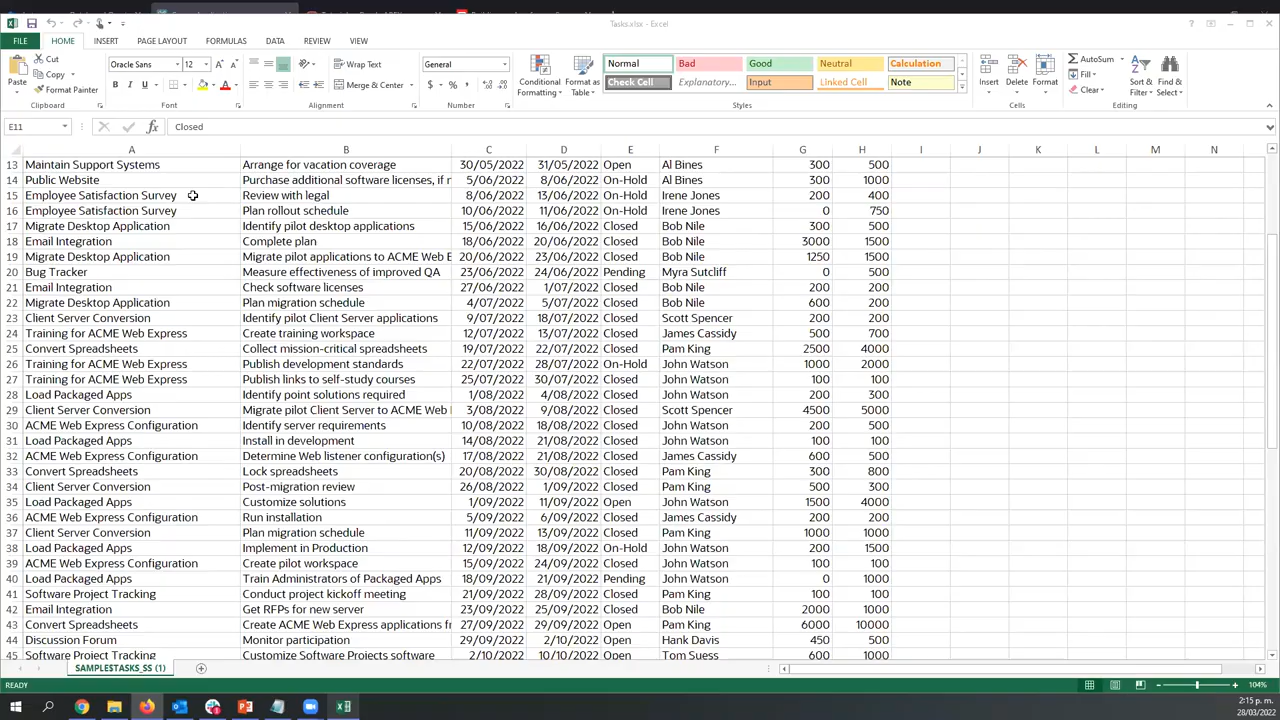 Tasks.xlsx - Excel
FILE HOME INSERT PAGE LAYOUT FORMULAS DATA REVIEW VIEW
Paste Cut Copy Format Painter Clipboard
Oracle Sans 12 B U A Font
Wrap Text Merge & Center Alignment
General $ % Number
Conditional Formatting Format as Table
Normal Bad Good Neutral Calculation
Check Cell Explanatory... Input Linked Cell Note
Styles
Insert Delete Format Cells
AutoSum Fill Clear Sort & Filter Find & Select Editing
E11 fx Closed
A B C D E F G H I J K L M N
13 Maintain Support Systems Arrange for vacation coverage 30/05/2022 31/05/2022 Open Al Bines 300 500
14 Public Website Purchase additional software licenses, if n 5/06/2022 8/06/2022 On-Hold Al Bines 300 1000
15 Employee Satisfaction Survey Review with legal 8/06/2022 13/06/2022 On-Hold Irene Jones 200 400
16 Employee Satisfaction Survey Plan rollout schedule 10/06/2022 11/06/2022 On-Hold Irene Jones 0 750
17 Migrate Desktop Application Identify pilot desktop applications 15/06/2022 16/06/2022 Closed Bob Nile 300 500
18 Email Integration Complete plan 18/06/2022 20/06/2022 Closed Bob Nile 3000 1500
19 Migrate Desktop Application Migrate pilot applications to ACME Web E 20/06/2022 23/06/2022 Closed Bob Nile 1250 1500
20 Bug Tracker Measure effectiveness of improved QA 23/06/2022 24/06/2022 Pending Myra Sutcliff 0 500
21 Email Integration Check software licenses 27/06/2022 1/07/2022 Closed Bob Nile 200 200
22 Migrate Desktop Application Plan migration schedule 4/07/2022 5/07/2022 Closed Bob Nile 600 200
23 Client Server Conversion Identify pilot Client Server applications 9/07/2022 18/07/2022 Closed Scott Spencer 200 200
24 Training for ACME Web Express Create training workspace 12/07/2022 13/07/2022 Closed James Cassidy 500 700
25 Convert Spreadsheets Collect mission-critical spreadsheets 19/07/2022 22/07/2022 Closed Pam King 2500 4000
26 Training for ACME Web Express Publish development standards 22/07/2022 28/07/2022 On-Hold John Watson 1000 2000
27 Training for ACME Web Express Publish links to self-study courses 25/07/2022 30/07/2022 Closed John Watson 100 100
28 Load Packaged Apps Identify point solutions required 1/08/2022 4/08/2022 Closed John Watson 200 300
29 Client Server Conversion Migrate pilot Client Server to ACME Web I 3/08/2022 9/08/2022 Closed Scott Spencer 4500 5000
30 ACME Web Express Configuration Identify server requirements 10/08/2022 18/08/2022 Closed John Watson 200 500
31 Load Packaged Apps Install in development 14/08/2022 21/08/2022 Closed John Watson 100 100
32 ACME Web Express Configuration Determine Web listener configuration(s) 17/08/2022 21/08/2022 Closed James Cassidy 600 500
33 Convert Spreadsheets Lock spreadsheets 20/08/2022 30/08/2022 Closed Pam King 300 800
34 Client Server Conversion Post-migration review 26/08/2022 1/09/2022 Closed Pam King 500 300
35 Load Packaged Apps Customize solutions 1/09/2022 11/09/2022 Open John Watson 1500 4000
36 ACME Web Express Configuration Run installation 5/09/2022 6/09/2022 Closed James Cassidy 200 200
37 Client Server Conversion Plan migration schedule 11/09/2022 13/09/2022 Closed Pam King 1000 1000
38 Load Packaged Apps Implement in Production 12/09/2022 18/09/2022 On-Hold John Watson 200 1500
39 ACME Web Express Configuration Create pilot workspace 15/09/2022 24/09/2022 Closed John Watson 100 100
40 Load Packaged Apps Train Administrators of Packaged Apps 18/09/2022 21/09/2022 Pending John Watson 0 1000
41 Software Project Tracking Conduct project kickoff meeting 21/09/2022 28/09/2022 Closed Pam King 100 100
42 Email Integration Get RFPs for new server 23/09/2022 25/09/2022 Closed Bob Nile 2000 1000
43 Convert Spreadsheets Create ACME Web Express applications fr 27/09/2022 29/09/2022 Open Pam King 6000 10000
44 Discussion Forum Monitor participation 29/09/2022 2/10/2022 Open Hank Davis 450 500
45 Software Project Tracking Customize Software Projects software 2/10/2022 10/10/2022 Open Tom Suess 600 1000
SAMPLE$TASKS_SS (1)
READY 104%
2:15 p. m.
28/03/2022